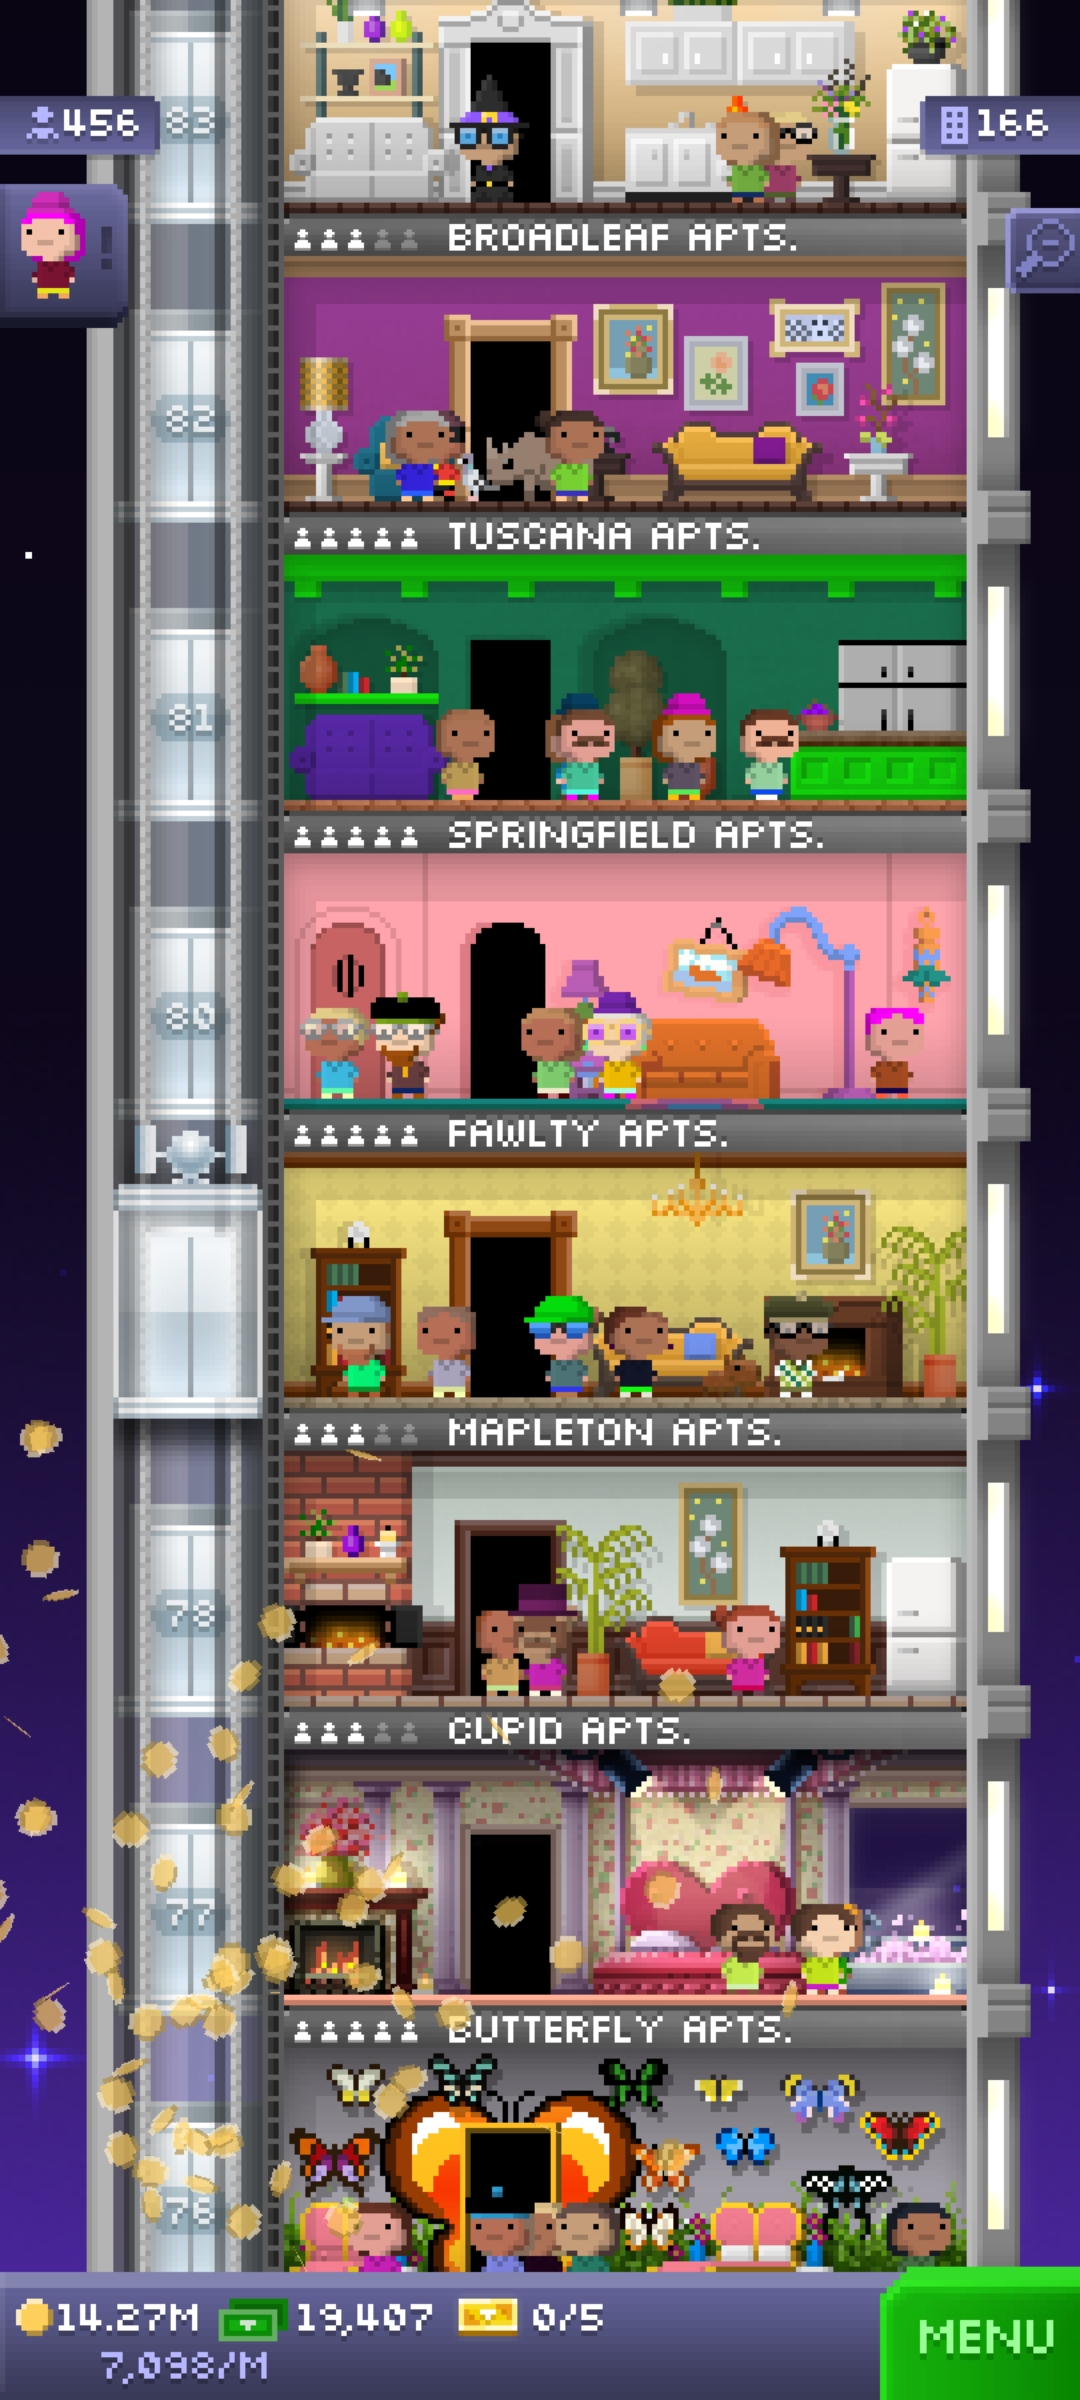 83
456
166
!
BROADLEAF APTS.
82
TUSCANA APTS.
81
SPRINGFIELD APTS.
80
FAWLTY APTS.
MAPLETON APTS.
78
CUPID APTS.
77
BUTTERFLY APTS.
76
14.27M 19,407 0/5
7,098/M
MENU